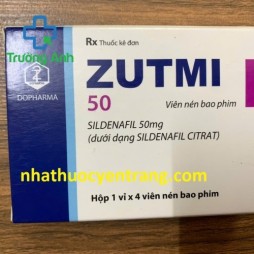 Trường Anh
Rx Thuốc kê đơn
ZUTMI
50
Viên nén bao phim
DOPHARMA
SILDENAFIL 50mg
(dưới dạng SILDENAFIL CITRAT)
nhathuocyentrang.com
Hộp 1 vỉ x 4 viên nén bao phim